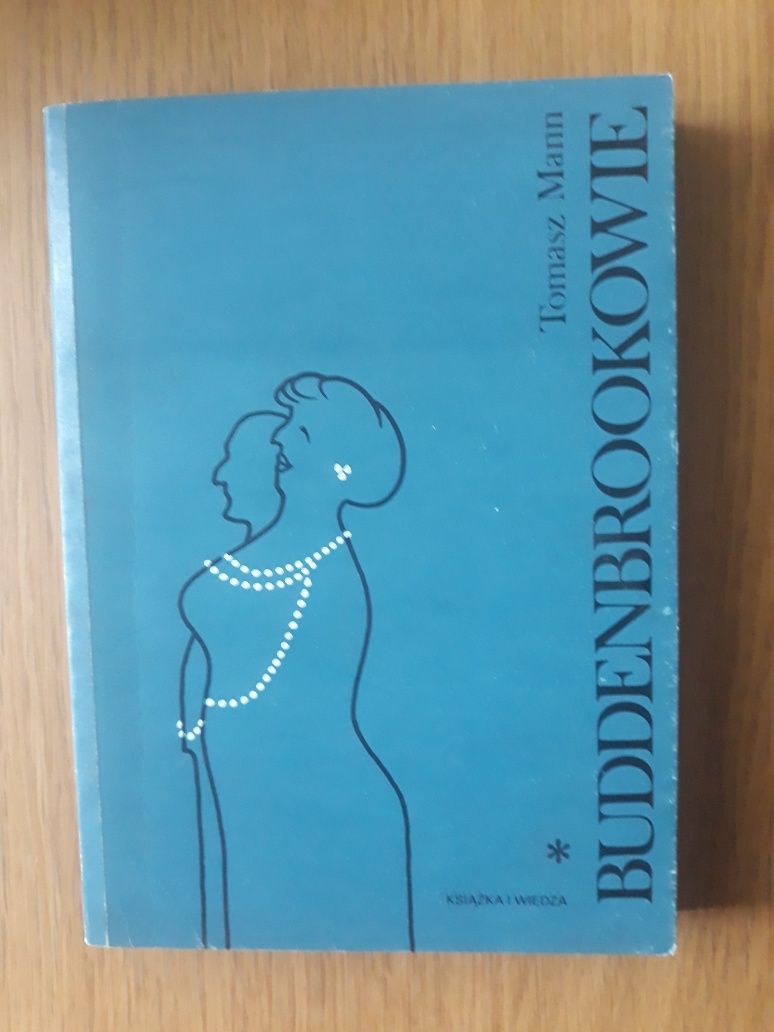 Tomasz Mann
BUDDENBROOKOWIE
*
KSIĄŻKA I WIEDZA